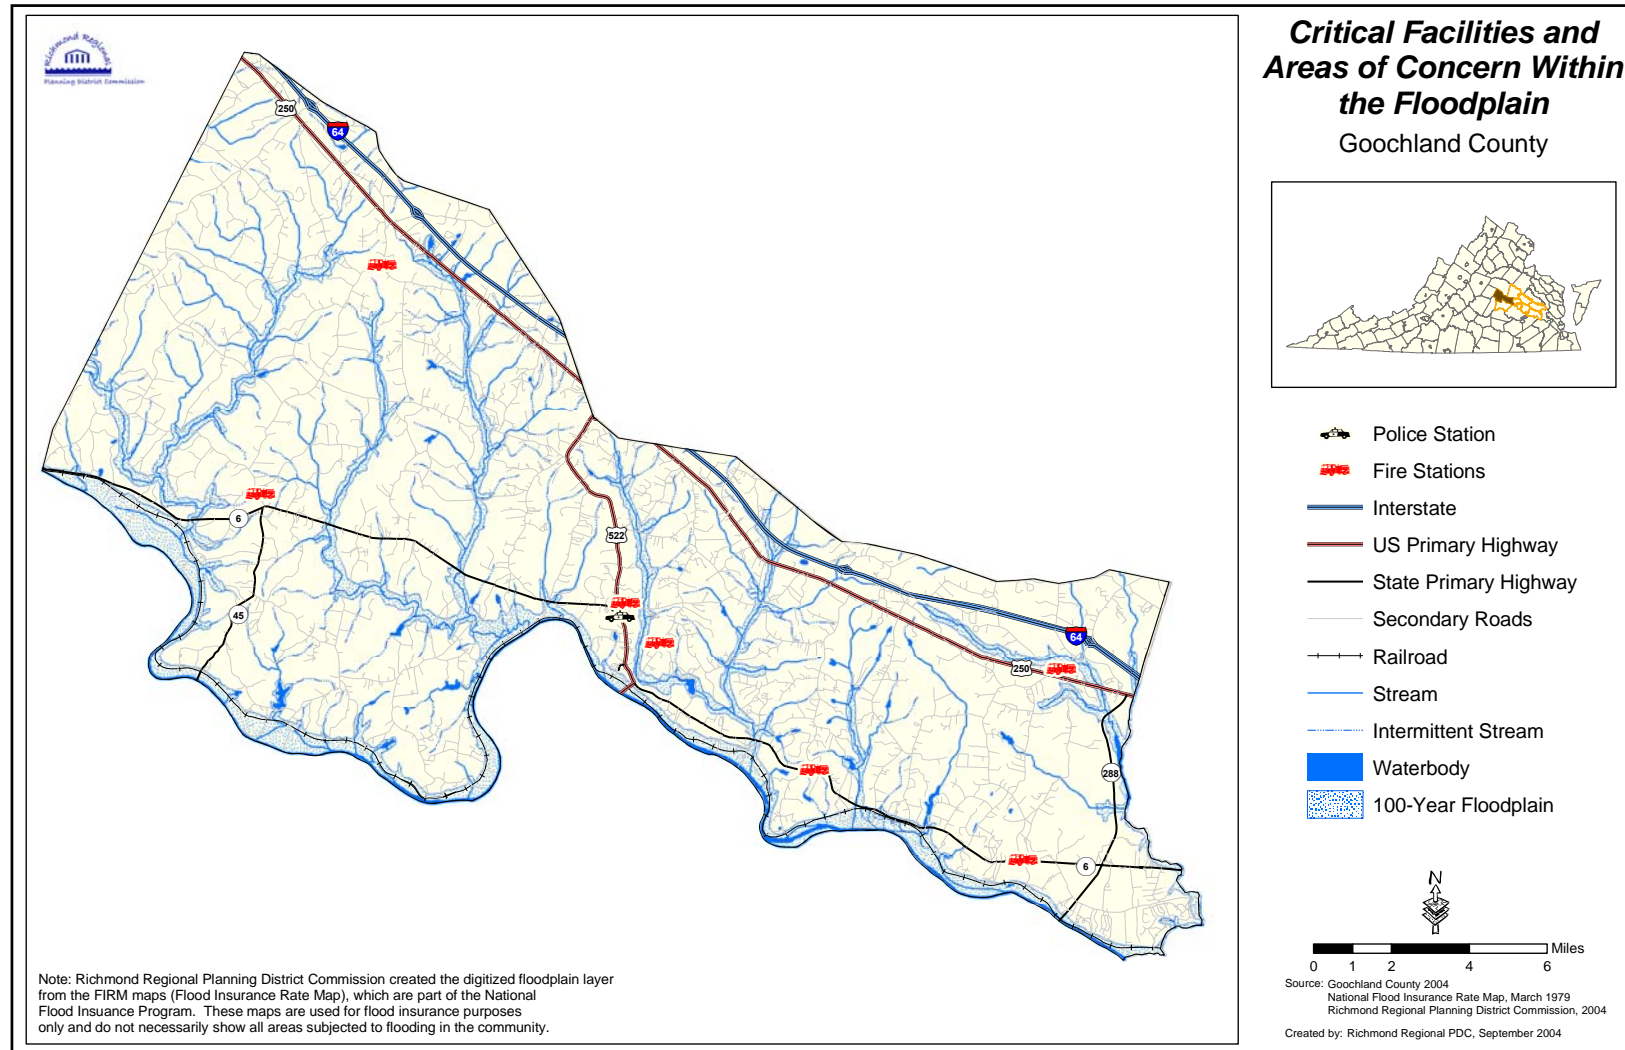 Richmond Regional
Planning District Commission
Critical Facilities and
Areas of Concern Within
the Floodplain
Goochland County
250
64
6
45
522
64
250
288
6
Police Station
Fire Stations
Interstate
US Primary Highway
State Primary Highway
Secondary Roads
Railroad
Stream
Intermittent Stream
Waterbody
100-Year Floodplain
N
Miles
0 1 2 4 6
Source: Goochland County 2004
National Flood Insurance Rate Map, March 1979
Richmond Regional Planning District Commission, 2004
Created by: Richmond Regional PDC, September 2004
Note: Richmond Regional Planning District Commission created the digitized floodplain layer
from the FIRM maps (Flood Insurance Rate Map), which are part of the National
Flood Insuance Program. These maps are used for flood insurance purposes
only and do not necessarily show all areas subjected to flooding in the community.